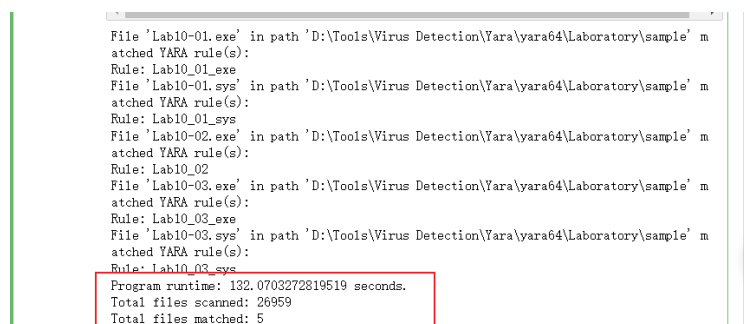 File 'Lab10-01.exe' in path 'D:\Tools\Virus Detection\Yara\yara64\Laboratory\sample' m
atched YARA rule(s):
Rule: Lab10_01_exe
File 'Lab10-01.sys' in path 'D:\Tools\Virus Detection\Yara\yara64\Laboratory\sample' m
atched YARA rule(s):
Rule: Lab10_01_sys
File 'Lab10-02.exe' in path 'D:\Tools\Virus Detection\Yara\yara64\Laboratory\sample' m
atched YARA rule(s):
Rule: Lab10_02
File 'Lab10-03.exe' in path 'D:\Tools\Virus Detection\Yara\yara64\Laboratory\sample' m
atched YARA rule(s):
Rule: Lab10_03_exe
File 'Lab10-03.sys' in path 'D:\Tools\Virus Detection\Yara\yara64\Laboratory\sample' m
atched YARA rule(s):
Rule: Lab10_03_sys
Program runtime: 132.0703272819519 seconds.
Total files scanned: 26959
Total files matched: 5